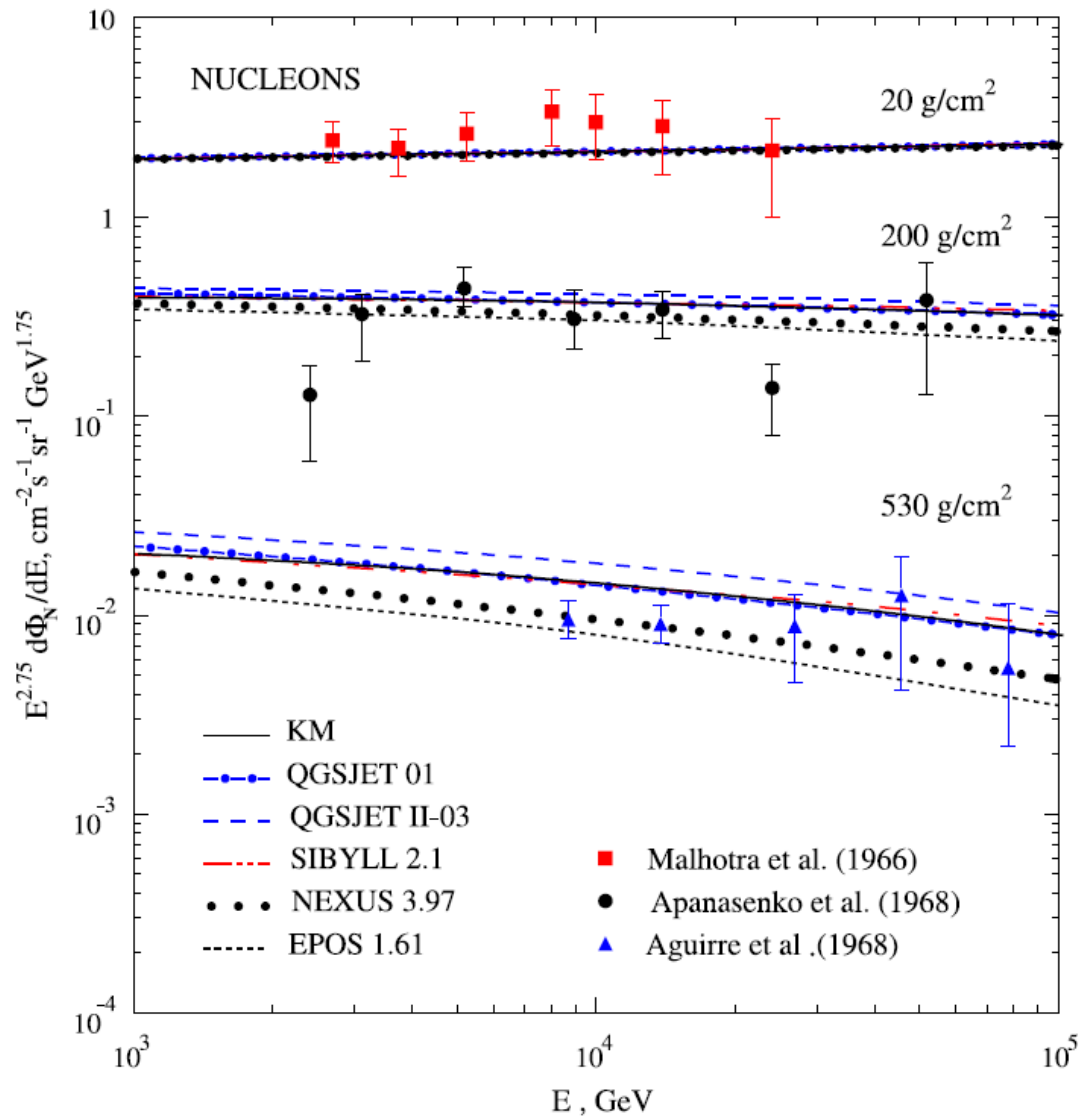 10
NUCLEONS
20 g/cm²
1
200 g/cm²
10⁻¹
530 g/cm²
10⁻²
10⁻³
10⁻⁴
E²·⁷⁵ dΦ_N/dE, cm⁻²s⁻¹sr⁻¹ GeV¹·⁷⁵
KM
QGSJET 01
QGSJET II-03
SIBYLL 2.1
NEXUS 3.97
EPOS 1.61
Malhotra et al. (1966)
Apanasenko et al. (1968)
Aguirre et al .(1968)
10³
10⁴
10⁵
E , GeV